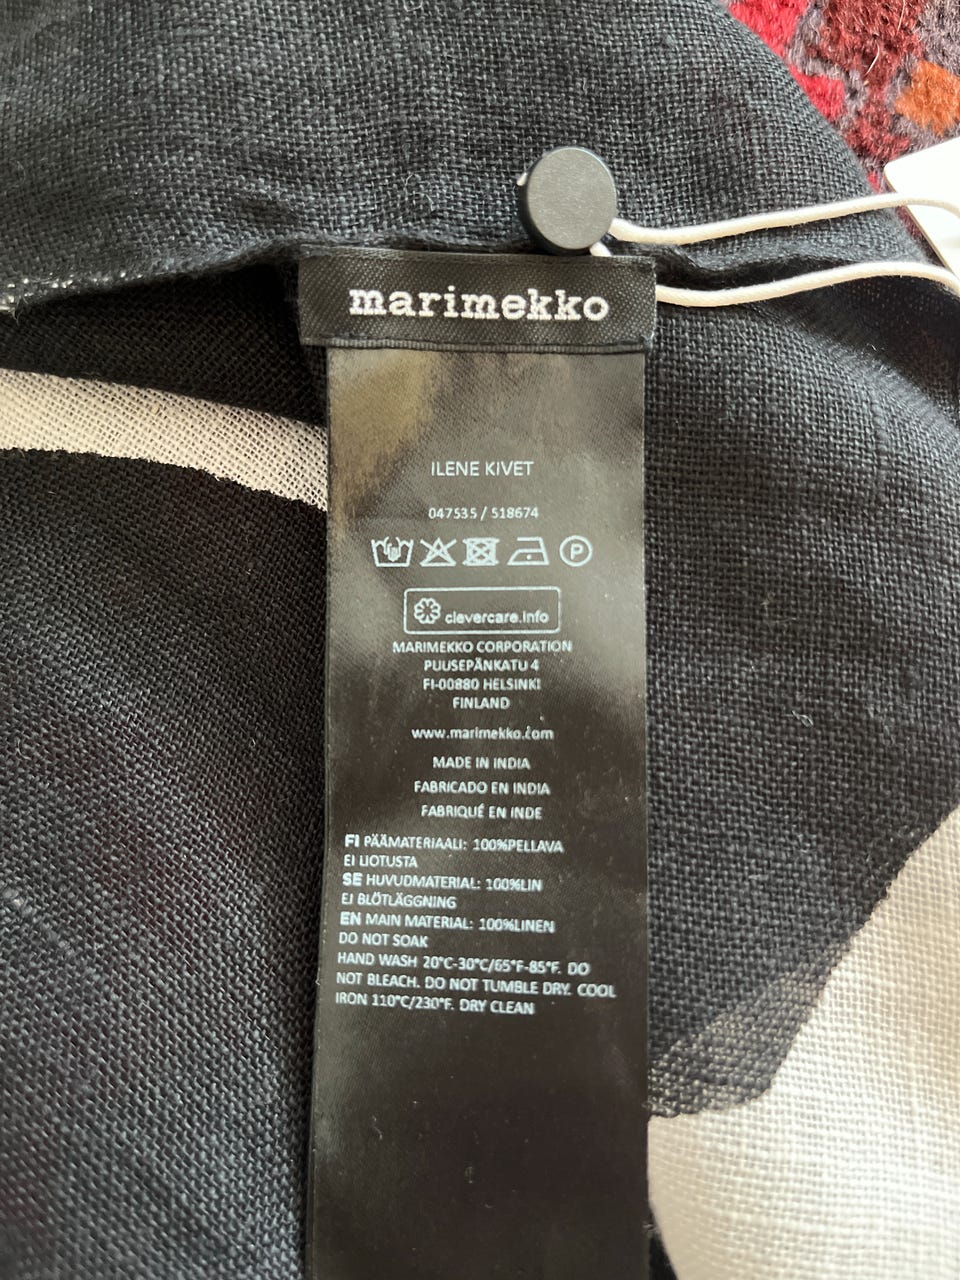 marimekko
ILENE KIVET
047535 / 518674
P
clevercare.info
MARIMEKKO CORPORATION
PUUSEPÄNKATU 4
FI-00880 HELSINKI
FINLAND
www.marimekko.com
MADE IN INDIA
FABRICADO EN INDIA
FABRIQUÉ EN INDE
FI PÄÄMATERIAALI: 100%PELLAVA
EI LIOTUSTA
SE HUVUDMATERIAL: 100%LIN
EJ BLÖTLÄGGNING
EN MAIN MATERIAL: 100%LINEN
DO NOT SOAK
HAND WASH 20°C-30°C/65°F-85°F. DO
NOT BLEACH. DO NOT TUMBLE DRY. COOL
IRON 110°C/230°F. DRY CLEAN